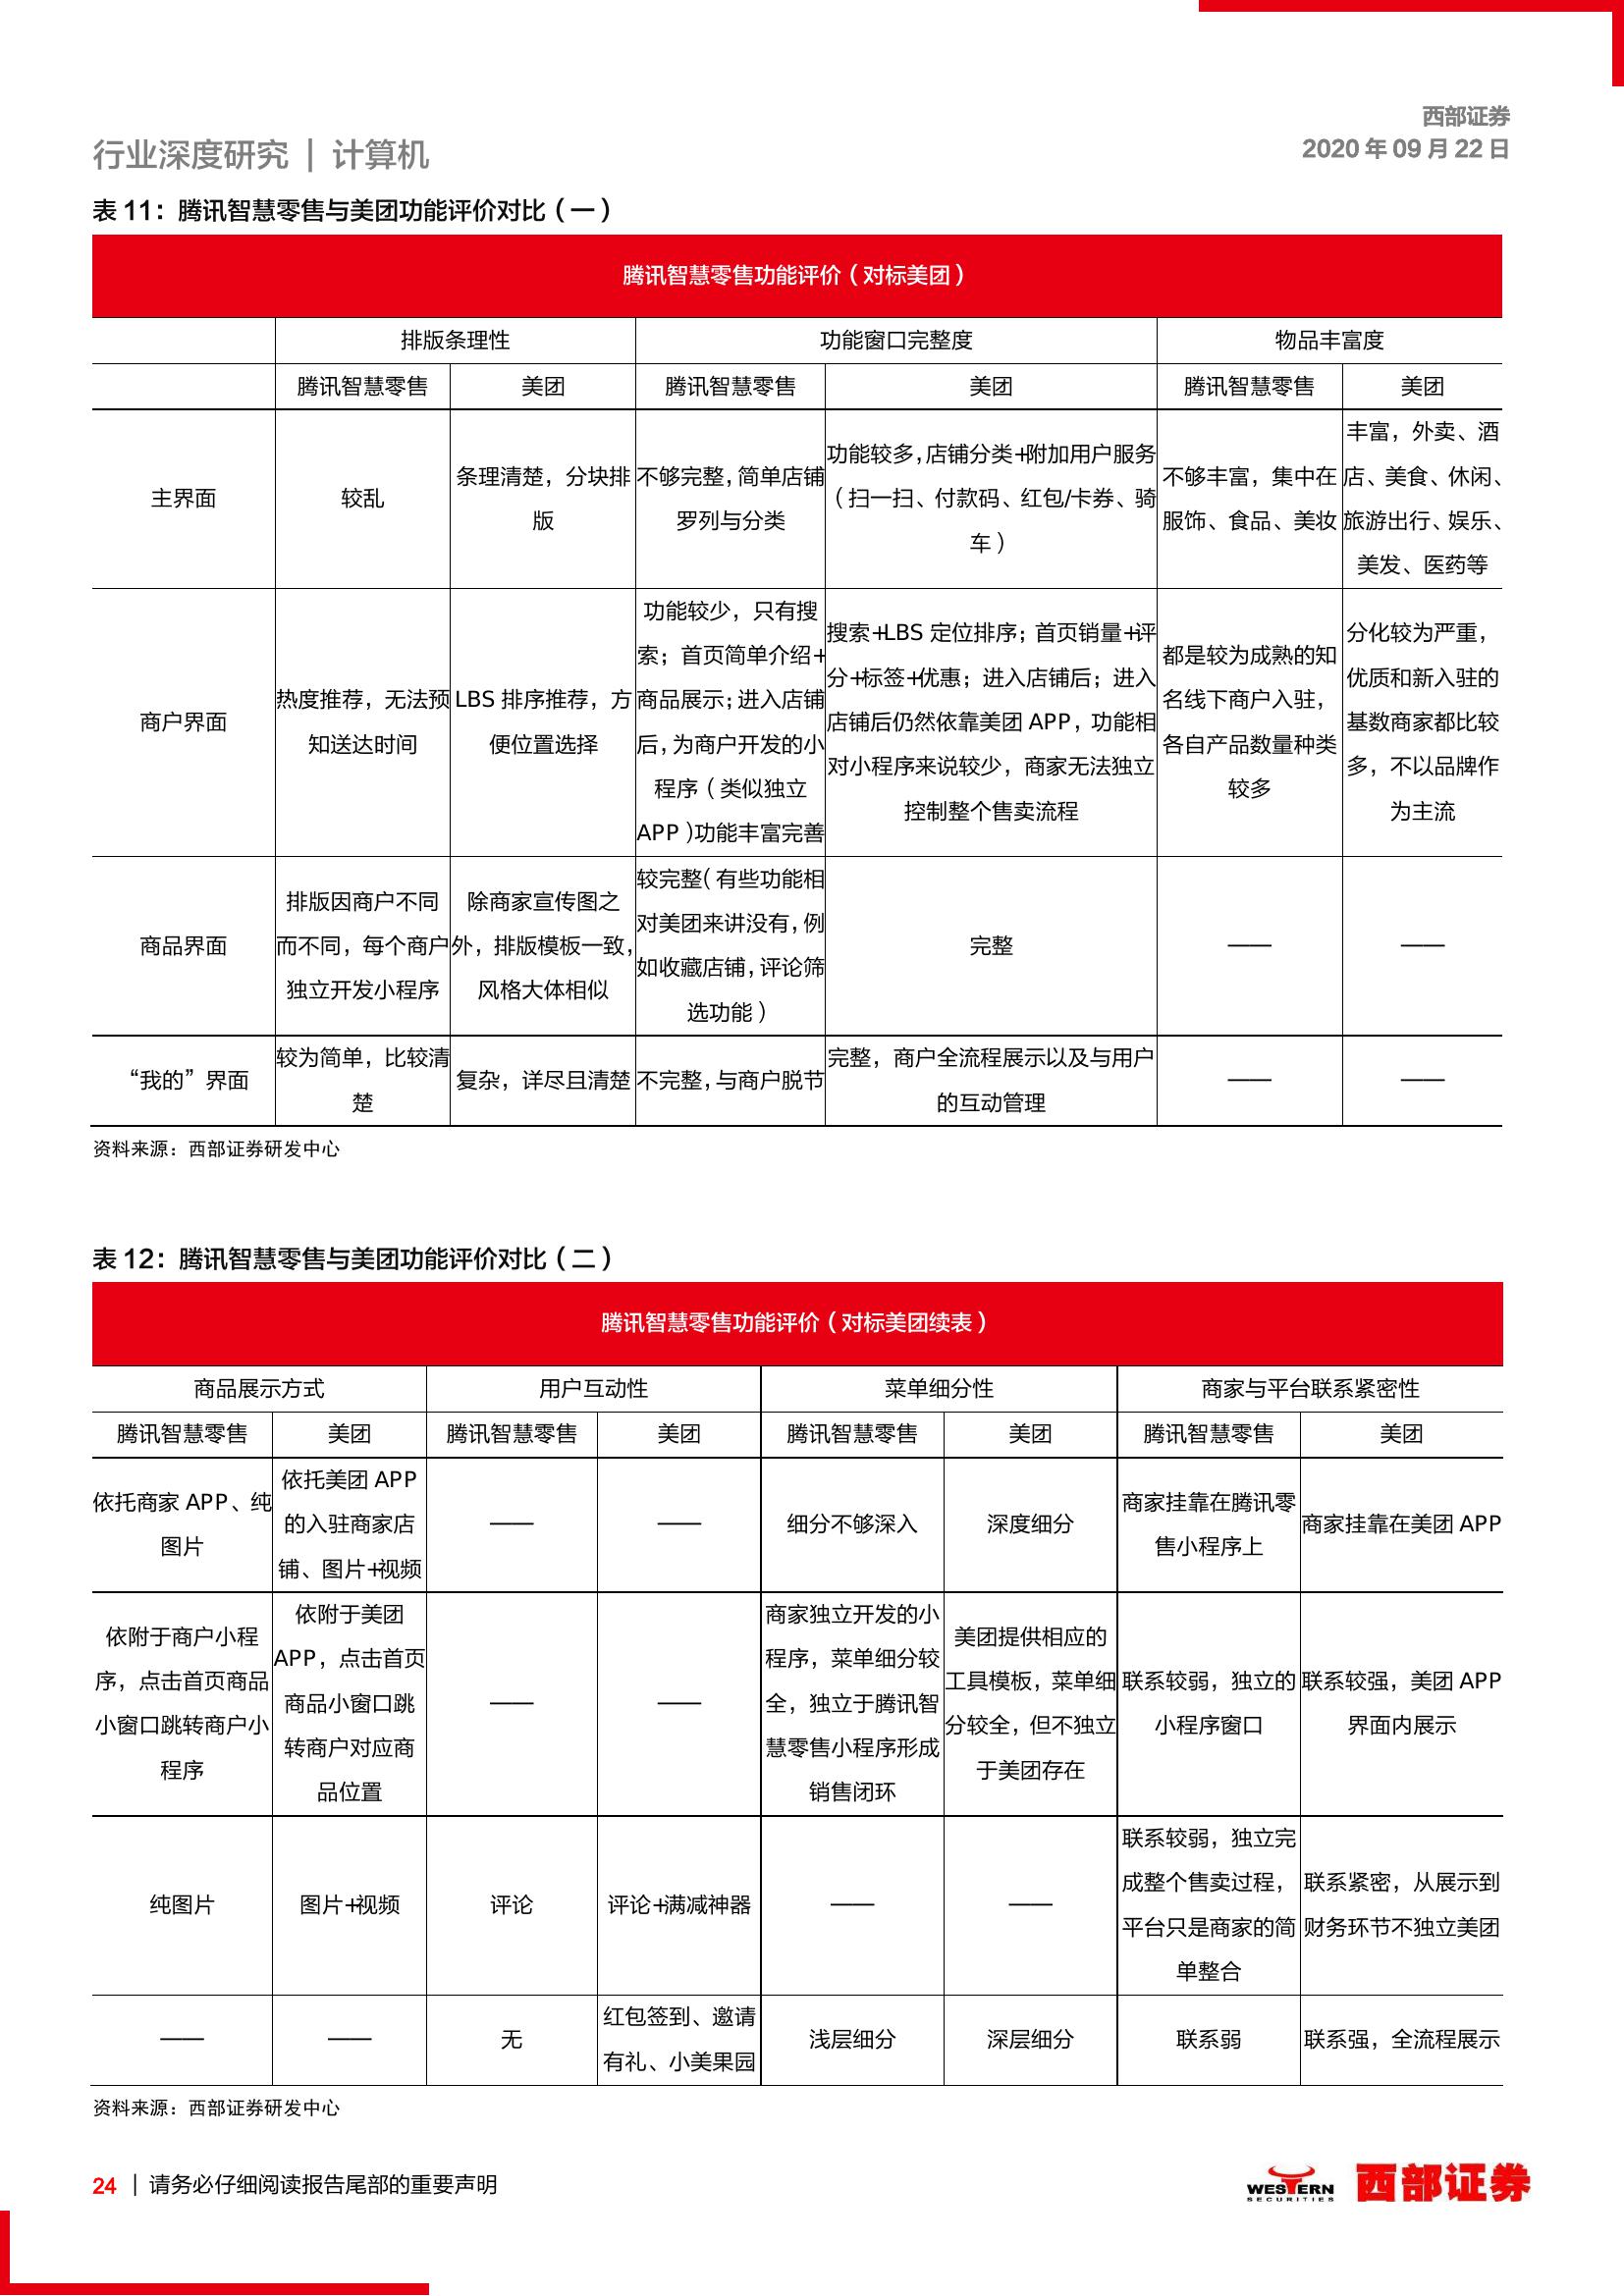 西部证券
2020 年 09 月 22 日
行业深度研究 | 计算机
表 11：腾讯智慧零售与美团功能评价对比（一）
腾讯智慧零售功能评价（对标美团）
排版条理性 功能窗口完整度 物品丰富度
腾讯智慧零售 美团 腾讯智慧零售 美团 腾讯智慧零售 美团
主界面
较乱
条理清楚，分块排
版
不够完整，简单店铺
罗列与分类
功能较多，店铺分类+附加用户服务
（扫一扫、付款码、红包/卡券、骑
车）
不够丰富，集中在
服饰、食品、美妆
丰富，外卖、酒
店、美食、休闲、
旅游出行、娱乐、
美发、医药等
商户界面
热度推荐，无法预
知送达时间
LBS 排序推荐，方
便位置选择
功能较少，只有搜
索；首页简单介绍+
商品展示；进入店铺
后，为商户开发的小
程序（类似独立
APP）功能丰富完善
搜索+LBS 定位排序；首页销量+评
分+标签+优惠；进入店铺后；进入
店铺后仍然依靠美团 APP，功能相
对小程序来说较少，商家无法独立
控制整个售卖流程
都是较为成熟的知
名线下商户入驻，
各自产品数量种类
较多
分化较为严重，
优质和新入驻的
基数商家都比较
多，不以品牌作
为主流
商品界面
排版因商户不同
而不同，每个商户
独立开发小程序
除商家宣传图之
外，排版模板一致，
风格大体相似
较完整（有些功能相
对美团来讲没有，例
如收藏店铺，评论筛
选功能）
完整
——
——
“我的”界面
较为简单，比较清
楚
复杂，详尽且清楚
不完整，与商户脱节
完整，商户全流程展示以及与用户
的互动管理
——
——
资料来源：西部证券研发中心
表 12：腾讯智慧零售与美团功能评价对比（二）
腾讯智慧零售功能评价（对标美团续表）
商品展示方式 用户互动性 菜单细分性 商家与平台联系紧密性
腾讯智慧零售 美团 腾讯智慧零售 美团 腾讯智慧零售 美团 腾讯智慧零售 美团
依托商家 APP、纯
图片
依托美团 APP
的入驻商家店
铺、图片+视频
——
——
细分不够深入
深度细分
商家挂靠在腾讯零
售小程序上
商家挂靠在美团 APP
依附于商户小程
序，点击首页商品
小窗口跳转商户小
程序
依附于美团
APP，点击首页
商品小窗口跳
转商户对应商
品位置
——
——
商家独立开发的小
程序，菜单细分较
全，独立于腾讯智
慧零售小程序形成
销售闭环
美团提供相应的
工具模板，菜单细
分较全，但不独立
于美团存在
联系较弱，独立的
小程序窗口
联系较强，美团 APP
界面内展示
纯图片
图片+视频
评论
评论+满减神器
——
——
联系较弱，独立完
成整个售卖过程，
平台只是商家的简
单整合
联系紧密，从展示到
财务环节不独立美团
——
——
无
红包签到、邀请
有礼、小美果园
浅层细分
深层细分
联系弱
联系强，全流程展示
资料来源：西部证券研发中心
24 | 请务必仔细阅读报告尾部的重要声明
WESTERN
SECURITIES
西部证券